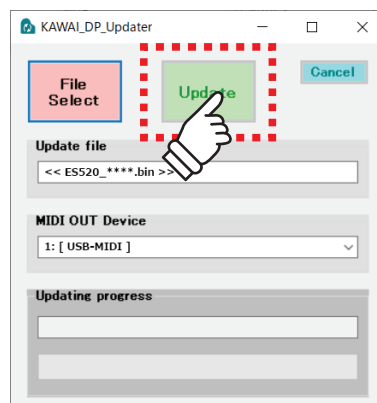 KAWAI_DP_Updater
File
Select
Update
Cancel
Update file
<< ES520_****.bin >>
MIDI OUT Device
1: [ USB-MIDI ]
Updating progress